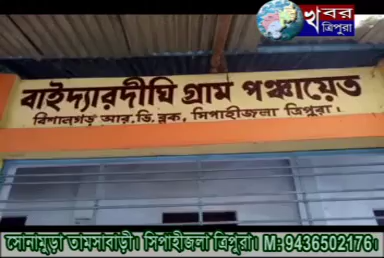 খবর
ত্রিপুরা
বাইদ্যারদীঘি গ্রাম পঞ্চায়েত
বিশালগড় আর.ডি. ব্লক, সিপাহীজলা ত্রিপুরা।
সোনামুড়া তামসাবাড়ী। সিপাহীজলা ত্রিপুরা। M: 9436502176।